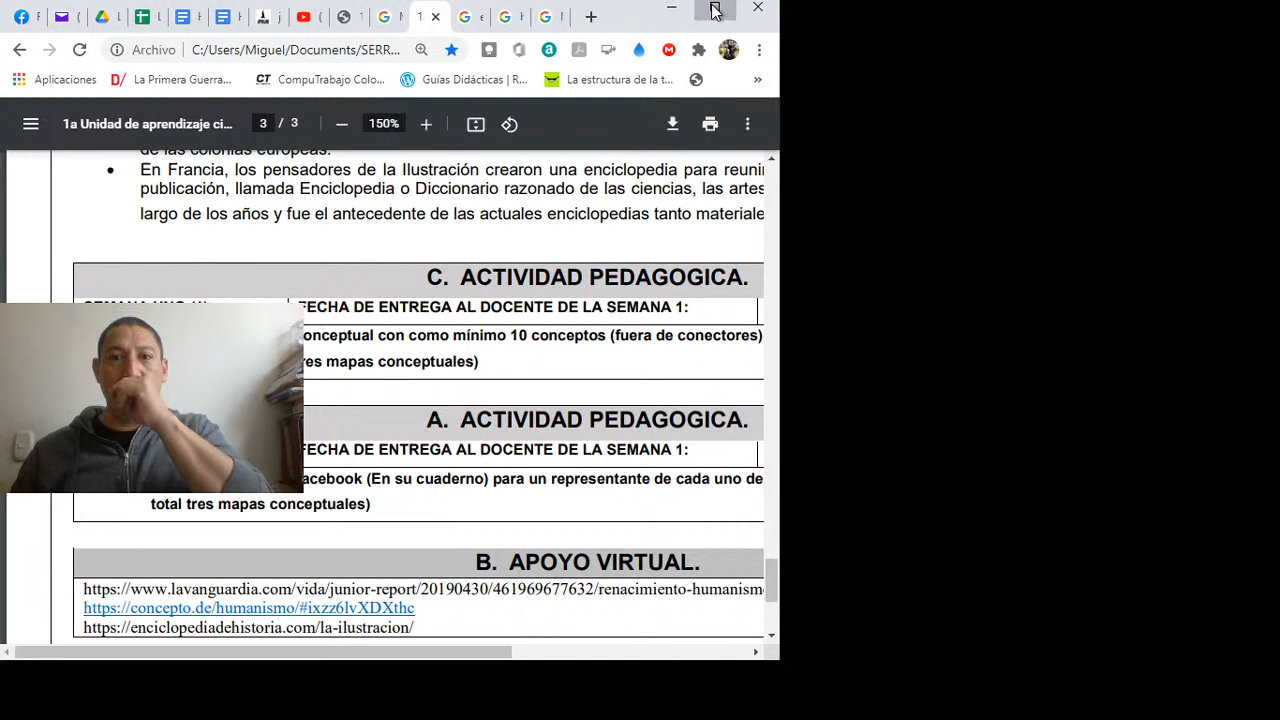 Archivo
C:/Users/Miguel/Documents/SERR...
Aplicaciones
La Primera Guerra...
CT CompuTrabajo Colo...
Guías Didácticas | R...
La estructura de la t...
1a Unidad de aprendizaje ci...
3 / 3
150%
de las colonias europeas.
En Francia, los pensadores de la Ilustración crearon una enciclopedia para
publicación, llamada Enciclopedia o Diccionario razonado de las ciencias, las artes
largo de los años y fue el antecedente de las actuales enciclopedias tanto
C. ACTIVIDAD PEDAGOGICA.
FECHA DE ENTREGA AL DOCENTE DE LA SEMANA 1:
onceptual con como mínimo 10 conceptos (fuera de conectores)
res mapas conceptuales)
A. ACTIVIDAD PEDAGOGICA.
FECHA DE ENTREGA AL DOCENTE DE LA SEMANA 1:
acebook (En su cuaderno) para un representante de cada uno de
total tres mapas conceptuales)
B. APOYO VIRTUAL.
https://www.lavanguardia.com/vida/junior-report/20190430/461969677632/renacimiento-humanismo
https://concepto.de/humanismo/#ixzz6lvXDXthc
https://enciclopediadehistoria.com/la-ilustracion/